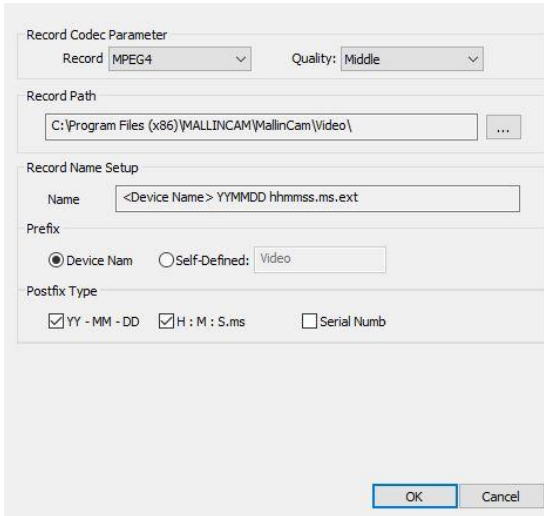 Record Codec Parameter
Record MPEG4 Quality: Middle
Record Path
C:\Program Files (x86)\MALLINCAM\MallinCam\Video\ ...
Record Name Setup
Name <Device Name> YYMMDD hhmmss.ms.ext
Prefix
Device Nam Self-Defined: Video
Postfix Type
YY - MM - DD H : M : S.ms Serial Numb
OK Cancel